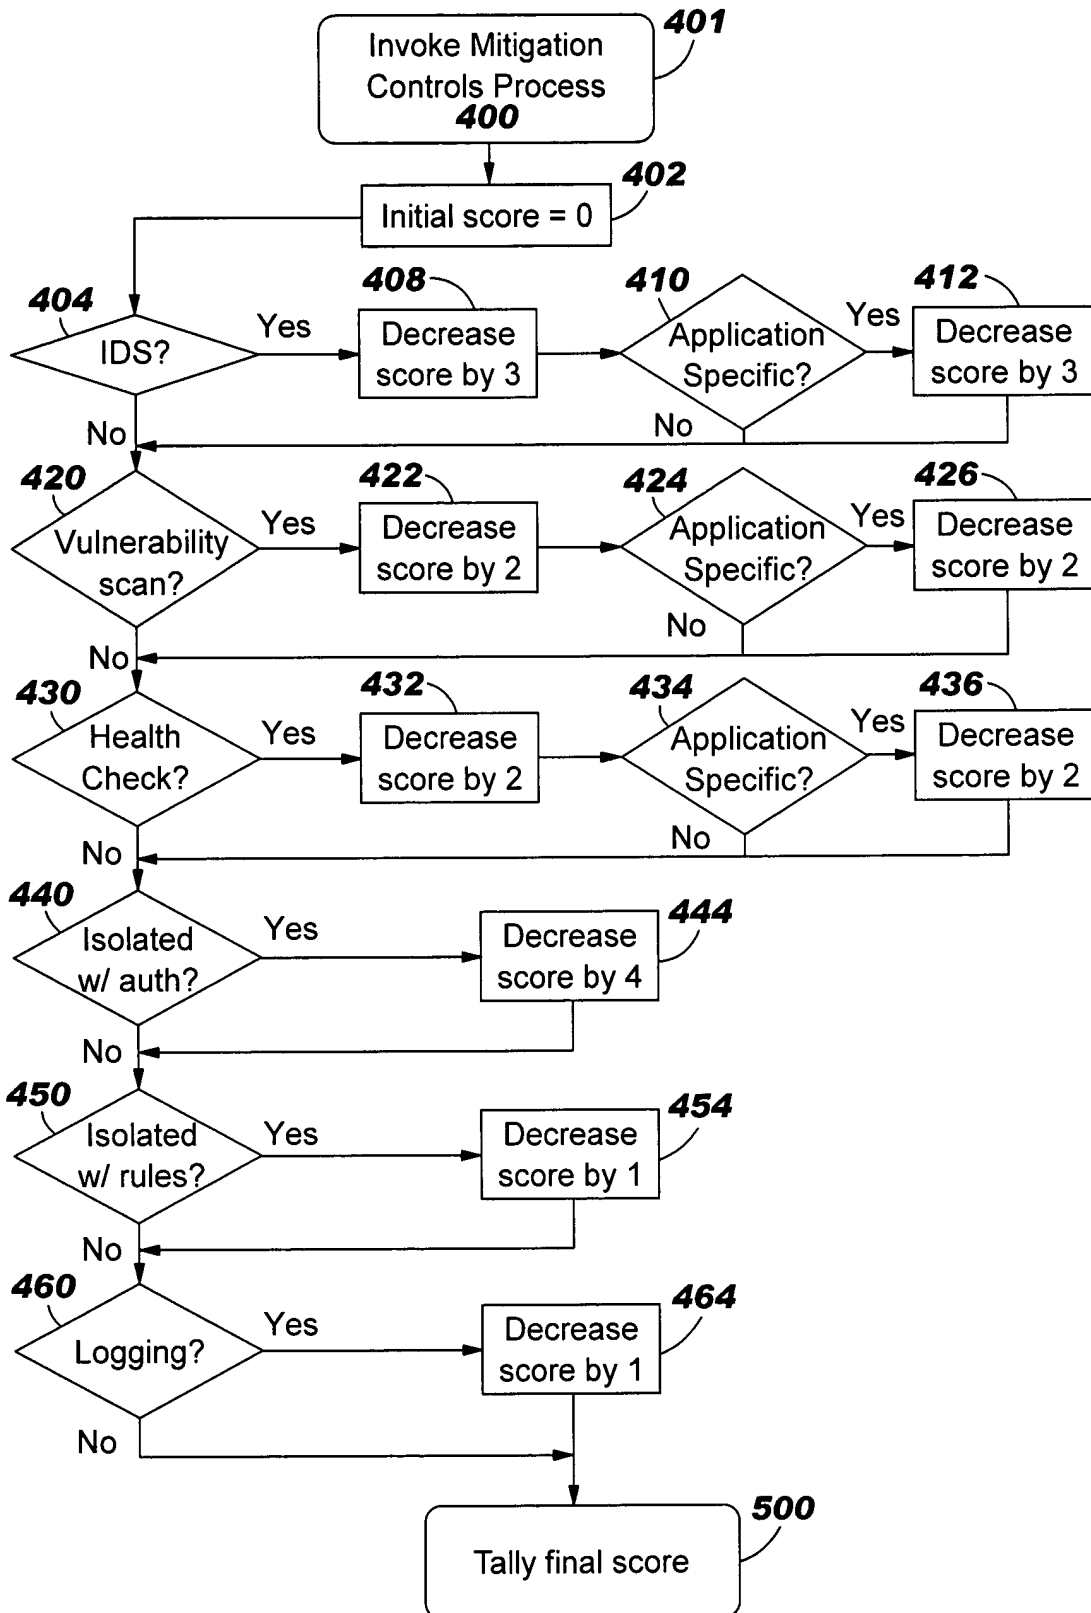 401
Invoke Mitigation
Controls Process
400
402
Initial score = 0
404
IDS?
Yes
408
Decrease
score by 3
410
Application
Specific?
Yes
412
Decrease
score by 3
No
No
420
Vulnerability
scan?
Yes
422
Decrease
score by 2
424
Application
Specific?
Yes
426
Decrease
score by 2
No
No
430
Health
Check?
Yes
432
Decrease
score by 2
434
Application
Specific?
Yes
436
Decrease
score by 2
No
No
440
Isolated
w/ auth?
Yes
444
Decrease
score by 4
No
450
Isolated
w/ rules?
Yes
454
Decrease
score by 1
No
460
Logging?
Yes
464
Decrease
score by 1
No
500
Tally final score